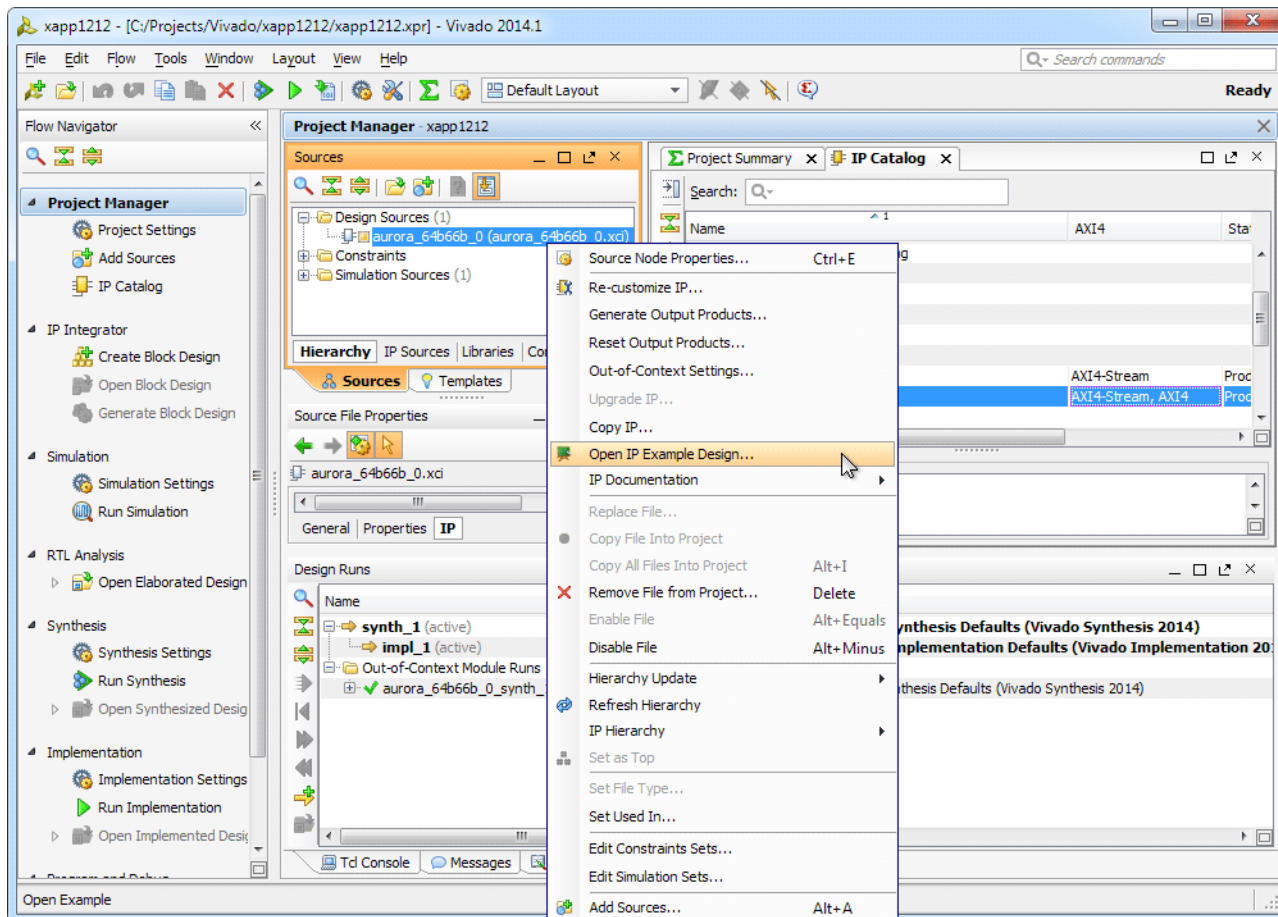 xapp1212 - [C:/Projects/Vivado/xapp1212/xapp1212.xpr] - Vivado 2014.1
File Edit Flow Tools Window Layout View Help
Search commands
Default Layout
Ready
Flow Navigator
Project Manager
Project Settings
Add Sources
IP Catalog
IP Integrator
Create Block Design
Open Block Design
Generate Block Design
Simulation
Simulation Settings
Run Simulation
RTL Analysis
Open Elaborated Design
Synthesis
Synthesis Settings
Run Synthesis
Open Synthesized Desig
Implementation
Implementation Settings
Run Implementation
Open Implemented Desig
Program and Debug
Project Manager - xapp1212
Sources
Design Sources (1)
aurora_64b66b_0 (aurora_64b66b_0.xci)
Constraints
Simulation Sources (1)
Hierarchy IP Sources Libraries Co
Sources Templates
Source File Properties
aurora_64b66b_0.xci
General Properties IP
Project Summary IP Catalog
Search:
1
Name AXI4 Sta
AXI4-Stream Proc
AXI4-Stream, AXI4 Proc
Source Node Properties... Ctrl+E
Re-customize IP...
Generate Output Products...
Reset Output Products...
Out-of-Context Settings...
Upgrade IP...
Copy IP...
Open IP Example Design...
IP Documentation
Replace File...
Copy File Into Project
Copy All Files Into Project Alt+I
Remove File from Project... Delete
Enable File Alt+Equals
Disable File Alt+Minus
Hierarchy Update
Refresh Hierarchy
IP Hierarchy
Set as Top
Set File Type...
Set Used In...
Edit Constraints Sets...
Edit Simulation Sets...
Add Sources... Alt+A
Design Runs
Name
synth_1 (active)
ynthesis Defaults (Vivado Synthesis 2014)
impl_1 (active)
mplementation Defaults (Vivado Implementation 20
Out-of-Context Module Runs
aurora_64b66b_0_synth_
thesis Defaults (Vivado Synthesis 2014)
Tcl Console Messages
Open Example